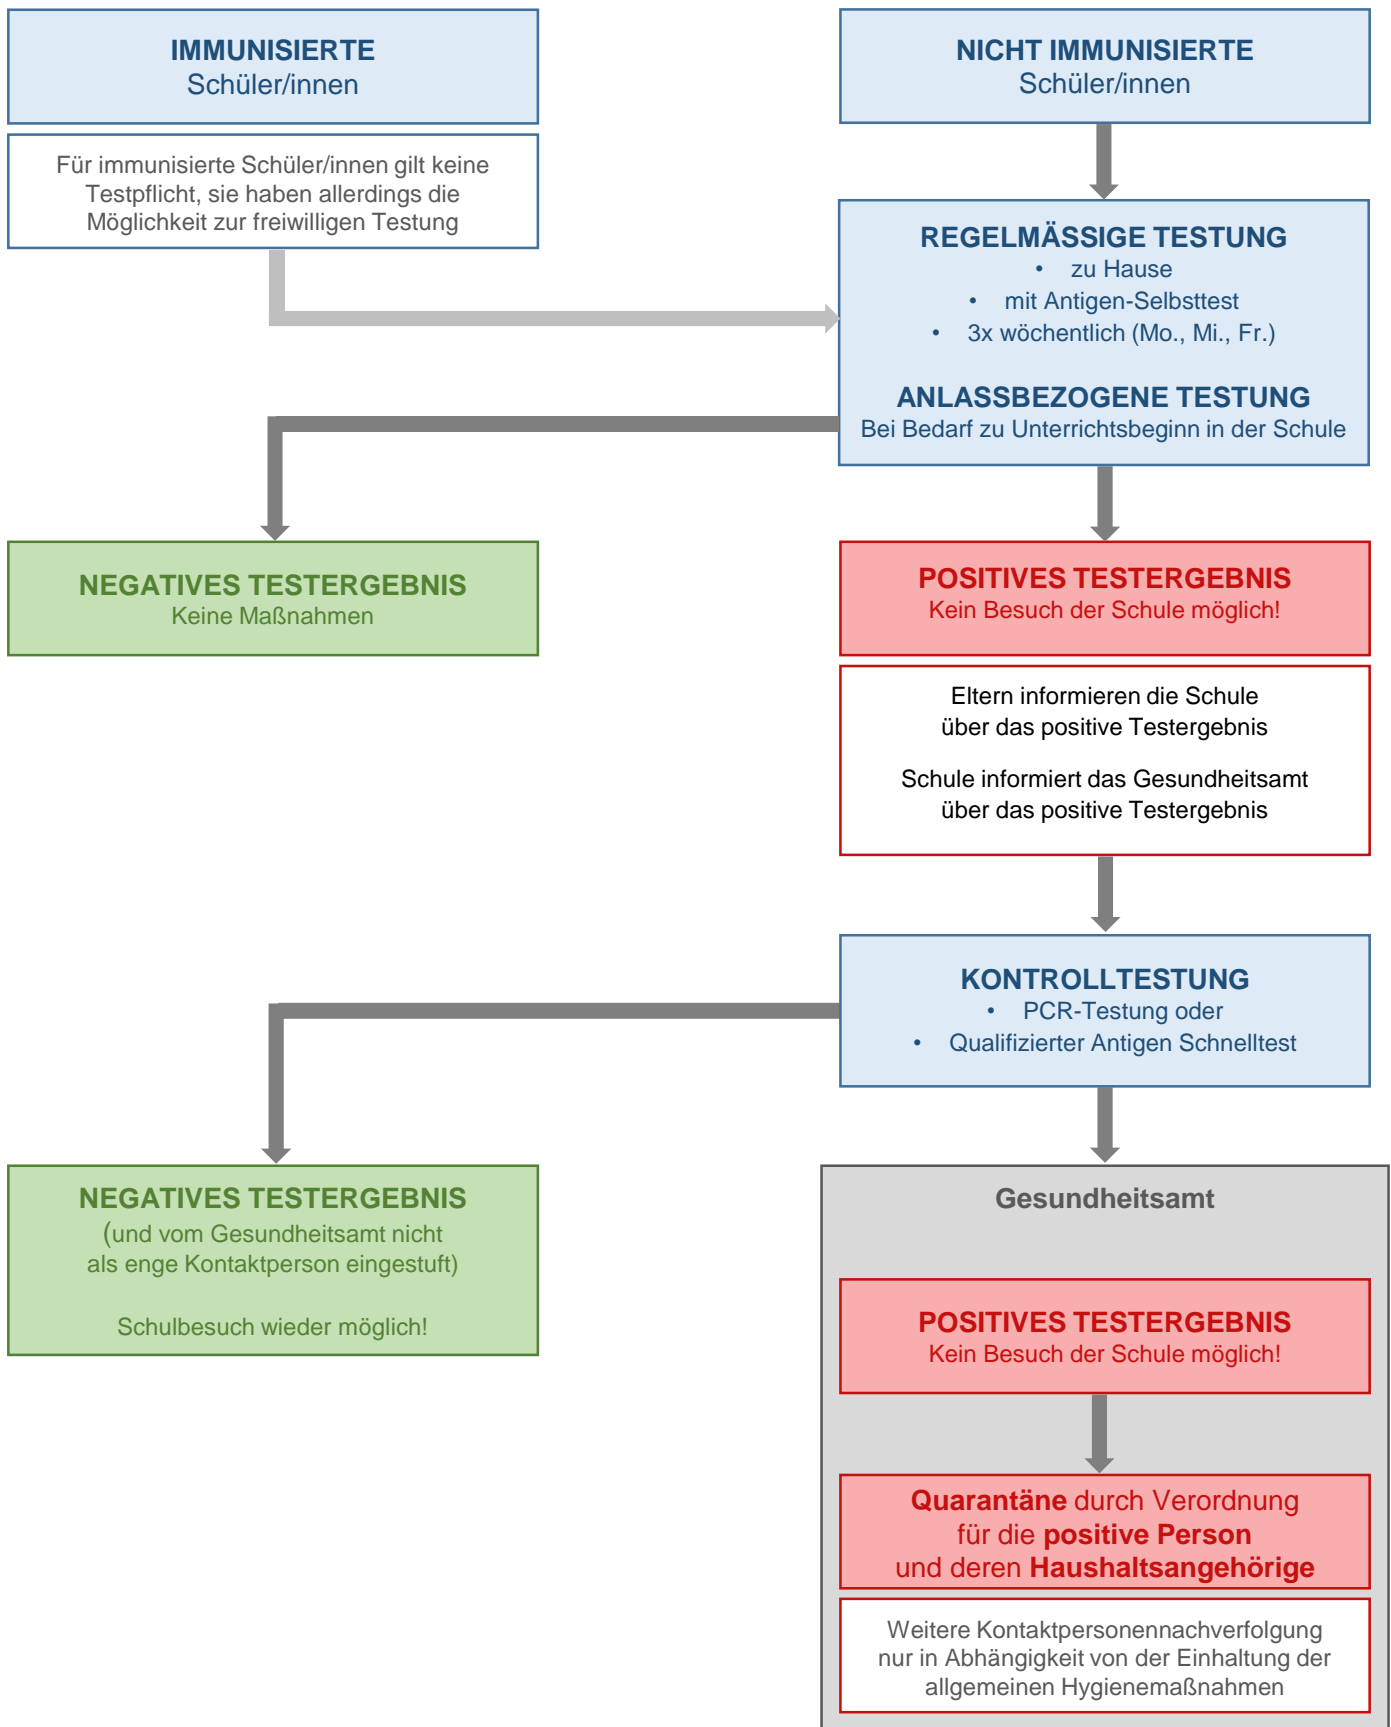 IMMUNISIERTE
Schüler/innen
Für immunisierte Schüler/innen gilt keine
Testpflicht, sie haben allerdings die
Möglichkeit zur freiwilligen Testung
NICHT IMMUNISIERTE
Schüler/innen
REGELMÄSSIGE TESTUNG
• zu Hause
• mit Antigen-Selbsttest
• 3x wöchentlich (Mo., Mi., Fr.)
ANLASSBEZOGENE TESTUNG
Bei Bedarf zu Unterrichtsbeginn in der Schule
NEGATIVES TESTERGEBNIS
Keine Maßnahmen
POSITIVES TESTERGEBNIS
Kein Besuch der Schule möglich!
Eltern informieren die Schule
über das positive Testergebnis
Schule informiert das Gesundheitsamt
über das positive Testergebnis
KONTROLLTESTUNG
• PCR-Testung oder
• Qualifizierter Antigen Schnelltest
NEGATIVES TESTERGEBNIS
(und vom Gesundheitsamt nicht
als enge Kontaktperson eingestuft)
Schulbesuch wieder möglich!
Gesundheitsamt
POSITIVES TESTERGEBNIS
Kein Besuch der Schule möglich!
Quarantäne durch Verordnung
für die positive Person
und deren Haushaltsangehörige
Weitere Kontaktpersonennachverfolgung
nur in Abhängigkeit von der Einhaltung der
allgemeinen Hygienemaßnahmen